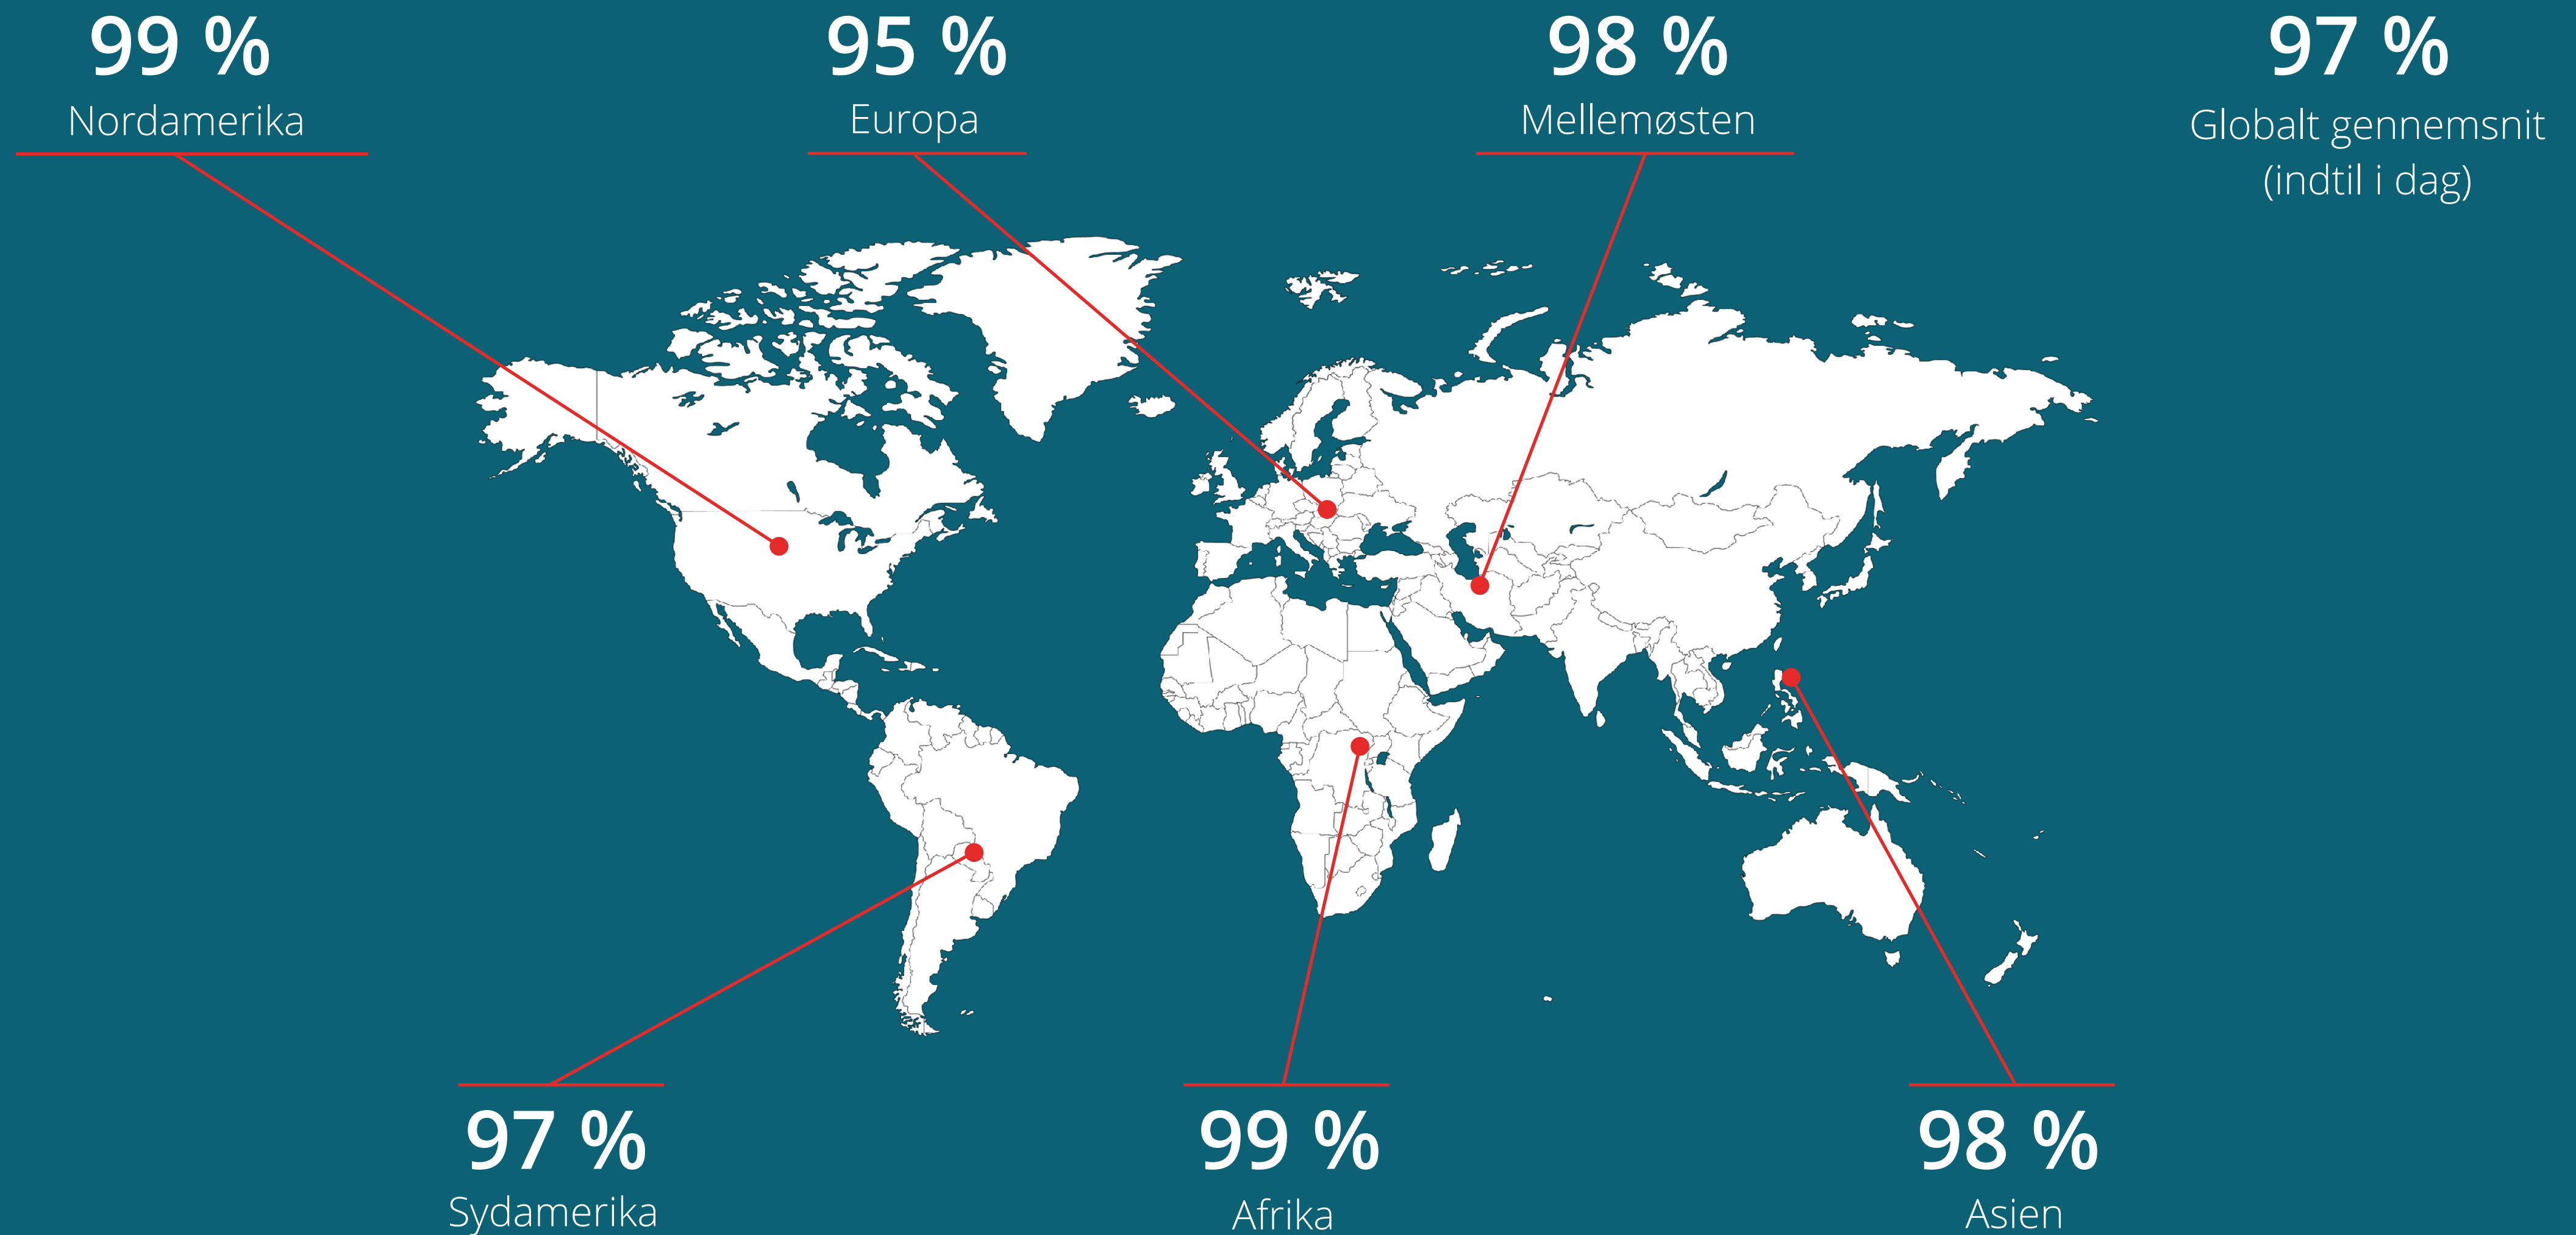 99 %
Nordamerika
95 %
Europa
98 %
Mellemøsten
97 %
Globalt gennemsnit
(indtil i dag)
97 %
Sydamerika
99 %
Afrika
98 %
Asien